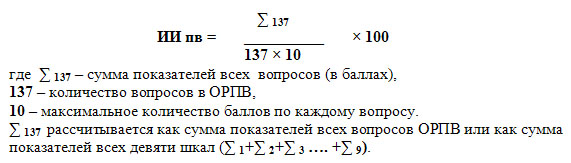 ∑ 137
ИИ пв = × 100
137 × 10
где ∑ 137 – сумма показателей всех вопросов (в баллах),
137 – количество вопросов в ОРПВ,
10 – максимальное количество баллов по каждому вопросу.
∑ 137 рассчитывается как сумма показателей всех вопросов ОРПВ или как сумма
показателей всех девяти шкал (∑ 1+∑ 2+∑ 3 …. +∑ 9).